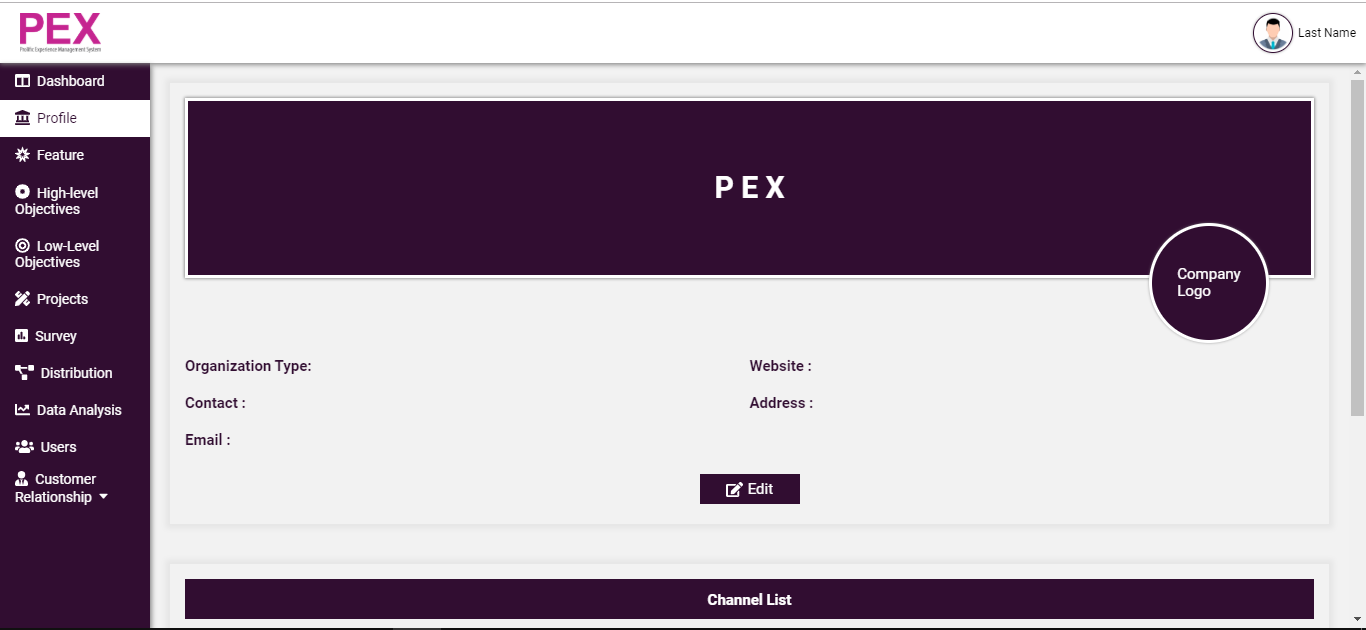 PEX
Prolific Experience Management System
Last Name
Dashboard
Profile
Feature
High-level
Objectives
Low-Level
Objectives
Projects
Survey
Distribution
Data Analysis
Users
Customer
Relationship
PEX
Company
Logo
Organization Type:
Website :
Contact :
Address :
Email :
Edit
Channel List